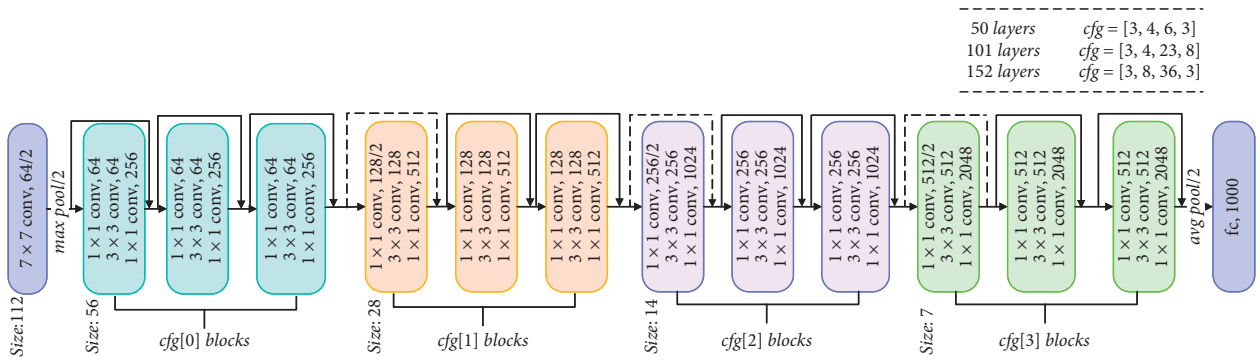 50 layers cfg = [3, 4, 6, 3]
101 layers cfg = [3, 4, 23, 8]
152 layers cfg = [3, 8, 36, 3]
7 × 7 conv, 64/2
Size:112
max pool/2
1 × 1 conv, 64
3 × 3 conv, 64
1 × 1 conv, 256
Size: 56
1 × 1 conv, 64
3 × 3 conv, 64
1 × 1 conv, 256
1 × 1 conv, 64
3 × 3 conv, 64
1 × 1 conv, 256
cfg[0] blocks
1 × 1 conv, 128/2
3 × 3 conv, 128
1 × 1 conv, 512
Size: 28
1 × 1 conv, 128
3 × 3 conv, 128
1 × 1 conv, 512
1 × 1 conv, 128
3 × 3 conv, 128
1 × 1 conv, 512
cfg[1] blocks
1 × 1 conv, 256/2
3 × 3 conv, 256
1 × 1 conv, 1024
Size: 14
1 × 1 conv, 256
3 × 3 conv, 256
1 × 1 conv, 1024
1 × 1 conv, 256
3 × 3 conv, 256
1 × 1 conv, 1024
cfg[2] blocks
1 × 1 conv, 512/2
3 × 3 conv, 512
1 × 1 conv, 2048
Size: 7
1 × 1 conv, 512
3 × 3 conv, 512
1 × 1 conv, 2048
1 × 1 conv, 512
3 × 3 conv, 512
1 × 1 conv, 2048
cfg[3] blocks
avg pool/2
fc, 1000